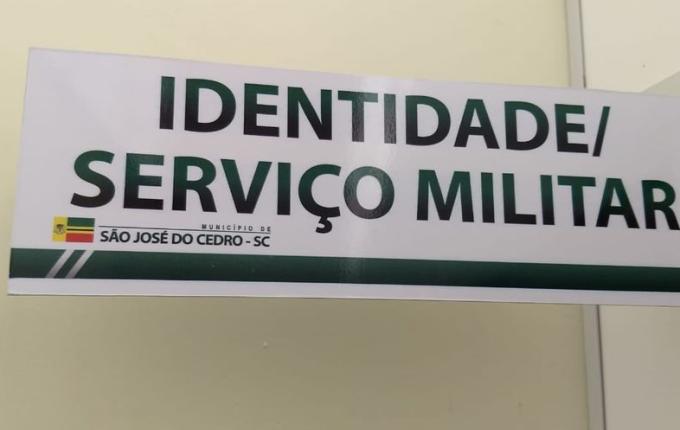 IDENTIDADE/
SERVIÇO MILITAR
MUNICÍPIO DE
SÃO JOSÉ DO CEDRO - SC